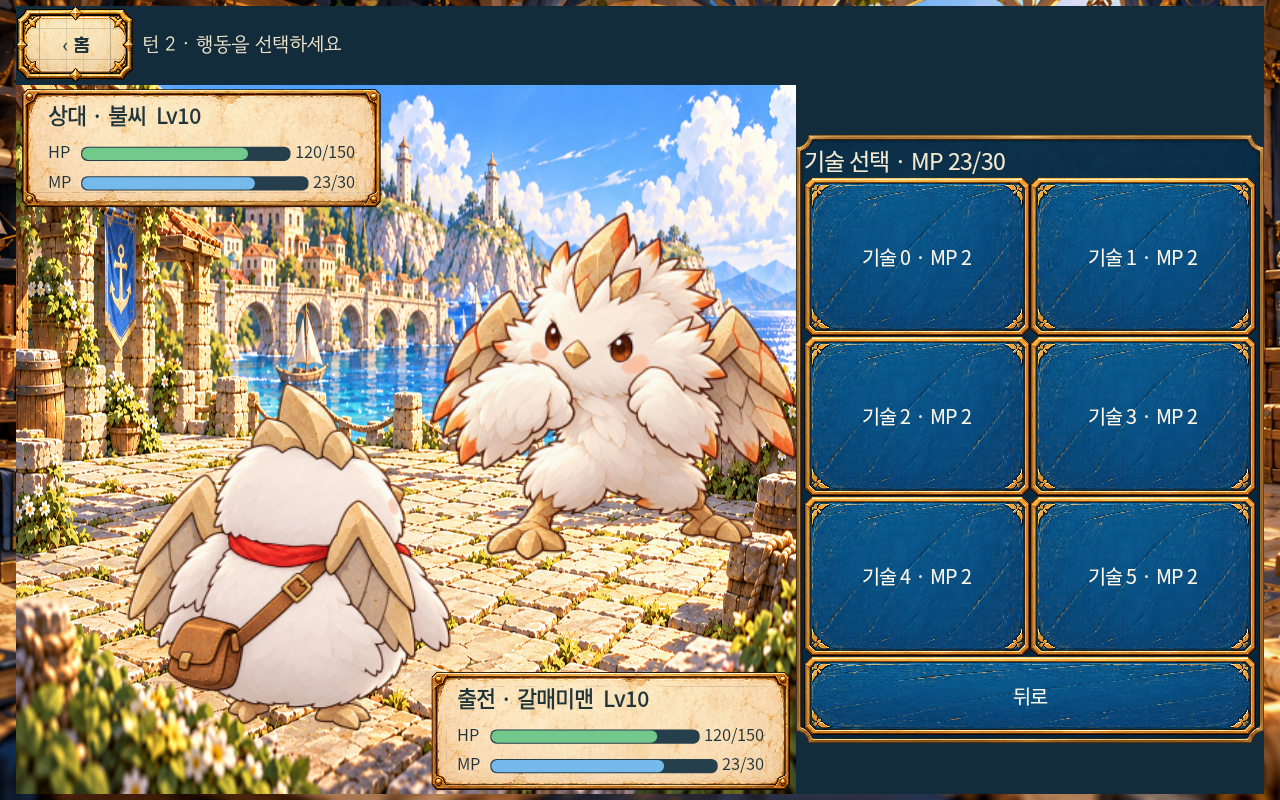 ‹ 홈
턴 2 · 행동을 선택하세요
상대 · 불씨 Lv10
HP 120/150
MP 23/30
기술 선택 · MP 23/30
기술 0 · MP 2
기술 1 · MP 2
기술 2 · MP 2
기술 3 · MP 2
기술 4 · MP 2
기술 5 · MP 2
뒤로
출전 · 갈매미맨 Lv10
HP 120/150
MP 23/30